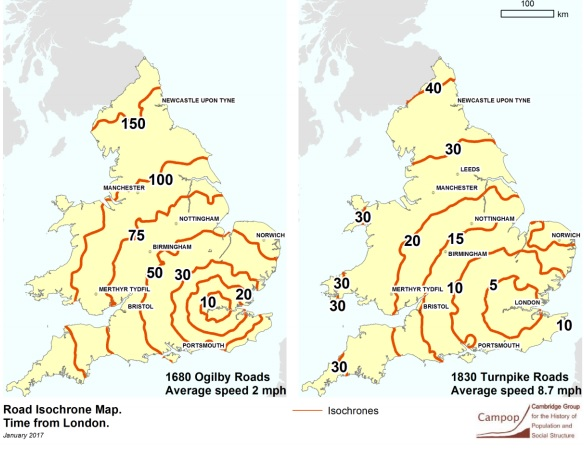 150
NEWCASTLE UPON TYNE
100
MANCHESTER
75
NOTTINGHAM
NORWICH
BIRMINGHAM
50
30
20
10
MERTHYR TYDFIL
BRISTOL
PORTSMOUTH
1680 Ogilby Roads
Average speed 2 mph
100
km
40
NEWCASTLE UPON TYNE
30
LEEDS
MANCHESTER
30
NOTTINGHAM
20
15
NORWICH
BIRMINGHAM
30
MERTHYR TYDFIL
10
5
30
BRISTOL
LONDON
10
PORTSMOUTH
30
1830 Turnpike Roads
Average speed 8.7 mph
Road Isochrone Map.
Time from London.
January 2017
Isochrones
Campop
Cambridge Group
for the History of
Population and
Social Structure